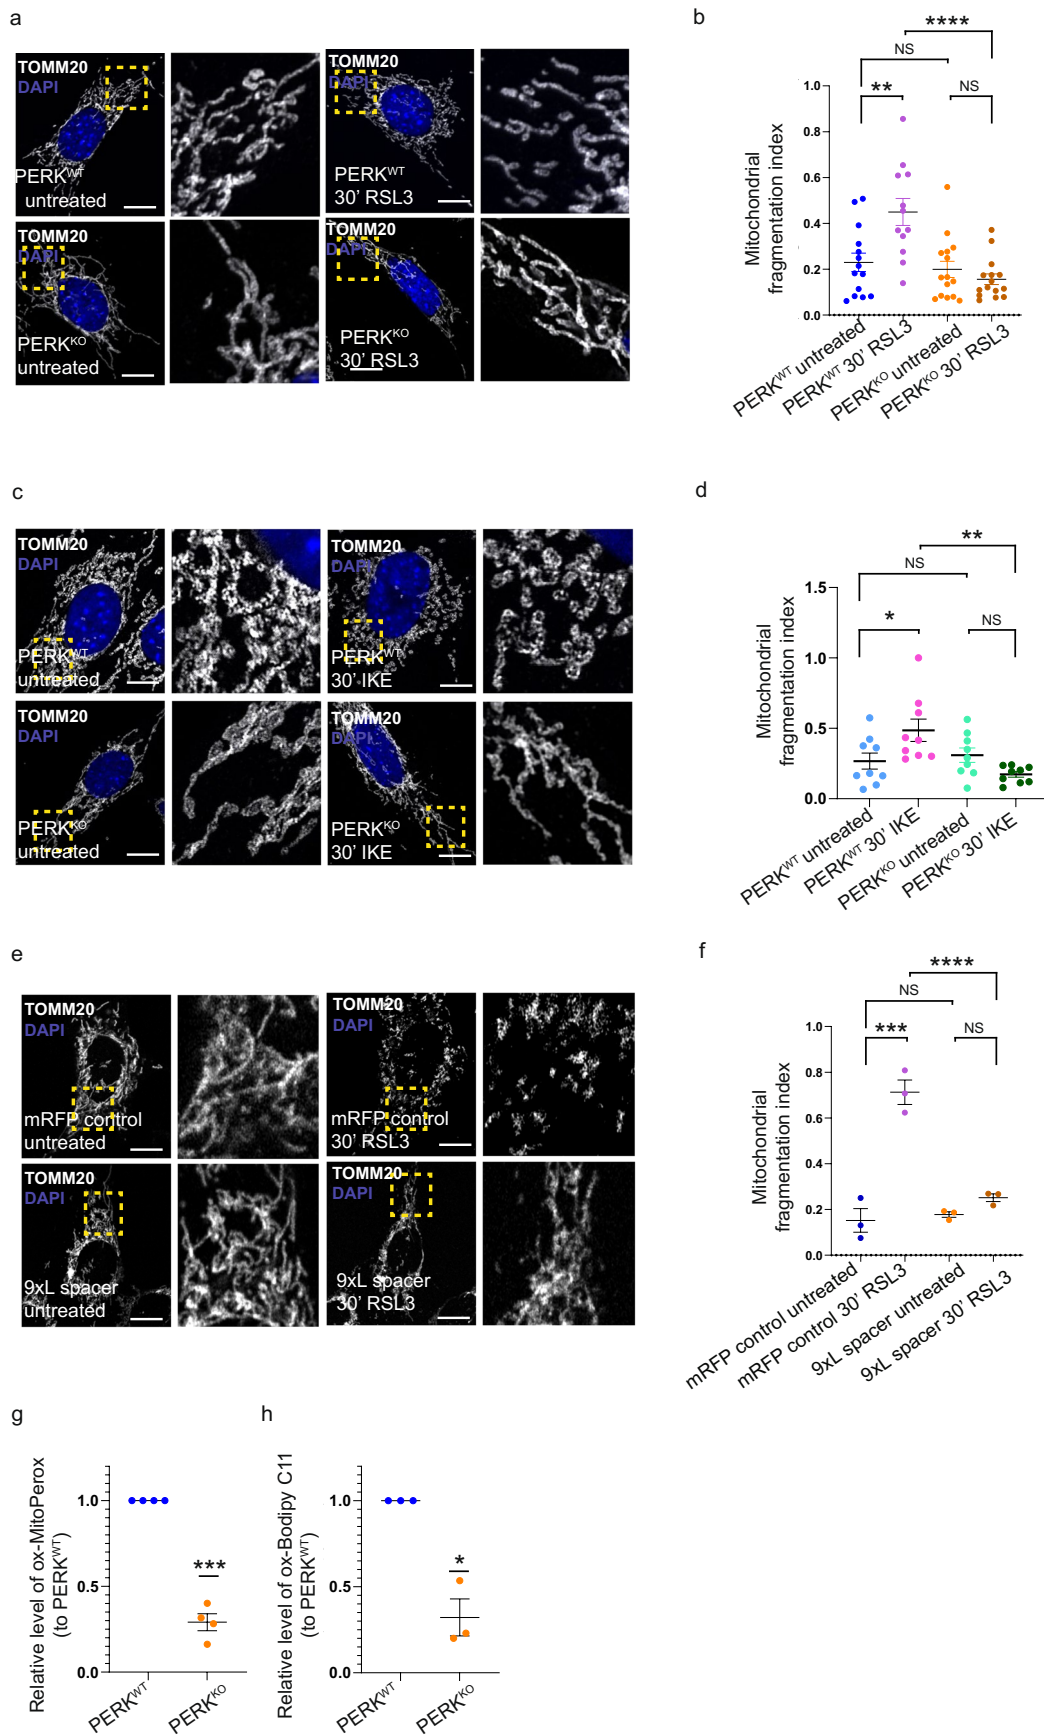 a
TOMM20
DAPI
PERKWT
untreated
TOMM20
DAPI
PERKWT
30’ RSL3
TOMM20
DAPI
PERKKO
untreated
TOMM20
DAPI
PERKKO
30’ RSL3
b
****
NS
**
NS
Mitochondrial
fragmentation index
1.0
0.8
0.6
0.4
0.2
0.0
PERKWT untreated
PERKWT 30’ RSL3
PERKKO untreated
PERKKO 30’ RSL3
c
TOMM20
DAPI
PERKWT
untreated
TOMM20
DAPI
PERKWT
30’ IKE
TOMM20
DAPI
PERKKO
untreated
TOMM20
DAPI
PERKKO
30’ IKE
d
**
NS
*
NS
Mitochondrial
fragmentation index
1.5
1.0
0.5
0.0
PERKWT untreated
PERKWT 30’ IKE
PERKKO untreated
PERKKO 30’ IKE
e
TOMM20
DAPI
mRFP control
untreated
TOMM20
DAPI
mRFP control
30’ RSL3
TOMM20
DAPI
9xL spacer
untreated
TOMM20
DAPI
9xL spacer
30’ RSL3
f
****
NS
***
NS
Mitochondrial
fragmentation index
1.0
0.8
0.6
0.4
0.2
0.0
mRFP control untreated
mRFP control 30’ RSL3
9xL spacer untreated
9xL spacer 30’ RSL3
g
Relative level of ox-MitoPerox
(to PERKWT)
1.0
0.5
0.0
***
PERKWT
PERKKO
h
Relative level of ox-Bodipy C11
(to PERKWT)
1.0
0.5
0.0
*
PERKWT
PERKKO